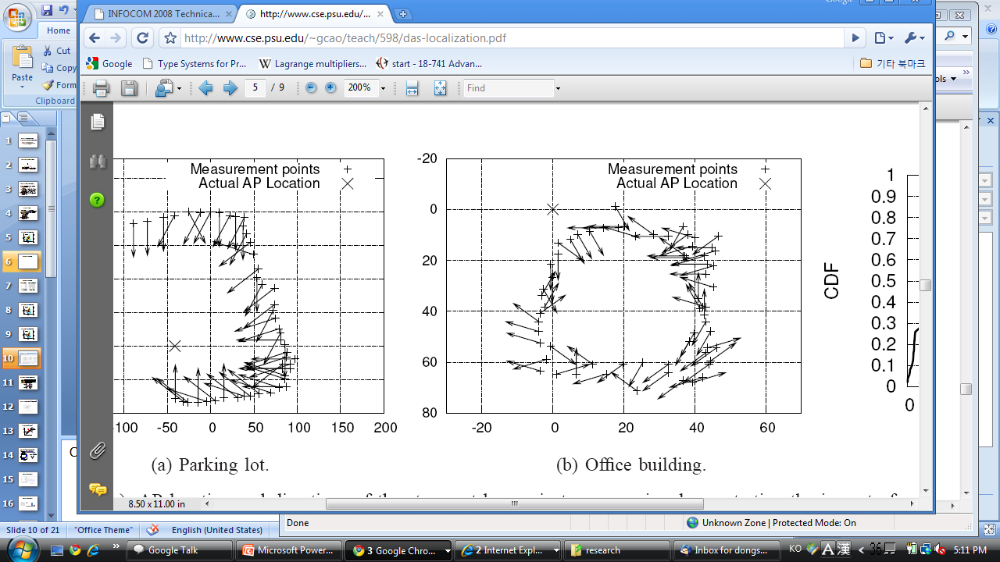 Google
INFOCOM 2008 Technica...
http://www.cse.psu.edu/...
Home
http://www.cse.psu.edu/~gcao/teach/598/das-localization.pdf
Cut
Copy
Form
Paste
Clipboard
Google
Type Systems for Pr...
Lagrange multipliers...
start - 18-741 Advan...
기타 북마크
ols
5 / 9
200%
Find
1
2
3
4
5
6
7
8
9
10
11
12
13
14
15
16
Measurement points
Actual AP Location
-100 -50 0 50 100 150 200
(a) Parking lot.
-20
0
20
40
60
80
Measurement points
Actual AP Location
-20 0 20 40 60
(b) Office building.
CDF
1
0.9
0.8
0.7
0.6
0.5
0.4
0.3
0.2
0.1
0
0
8.50 x 11.00 in
Done
Unknown Zone | Protected Mode: On
Slide 10 of 21
"Office Theme"
English (United States)
Google Talk
Microsoft Power...
3 Google Chro...
2 Internet Expl...
research
Inbox for dongs...
KO
A
漢
36
5:11 PM